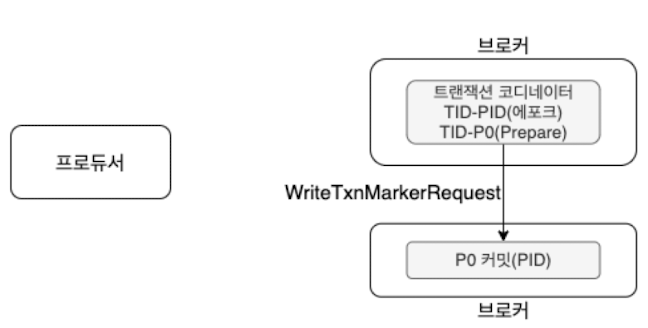 브로커
트랜잭션 코디네이터
TID-PID(에포크)
TID-P0(Prepare)
프로듀서
WriteTxnMarkerRequest
P0 커밋(PID)
브로커